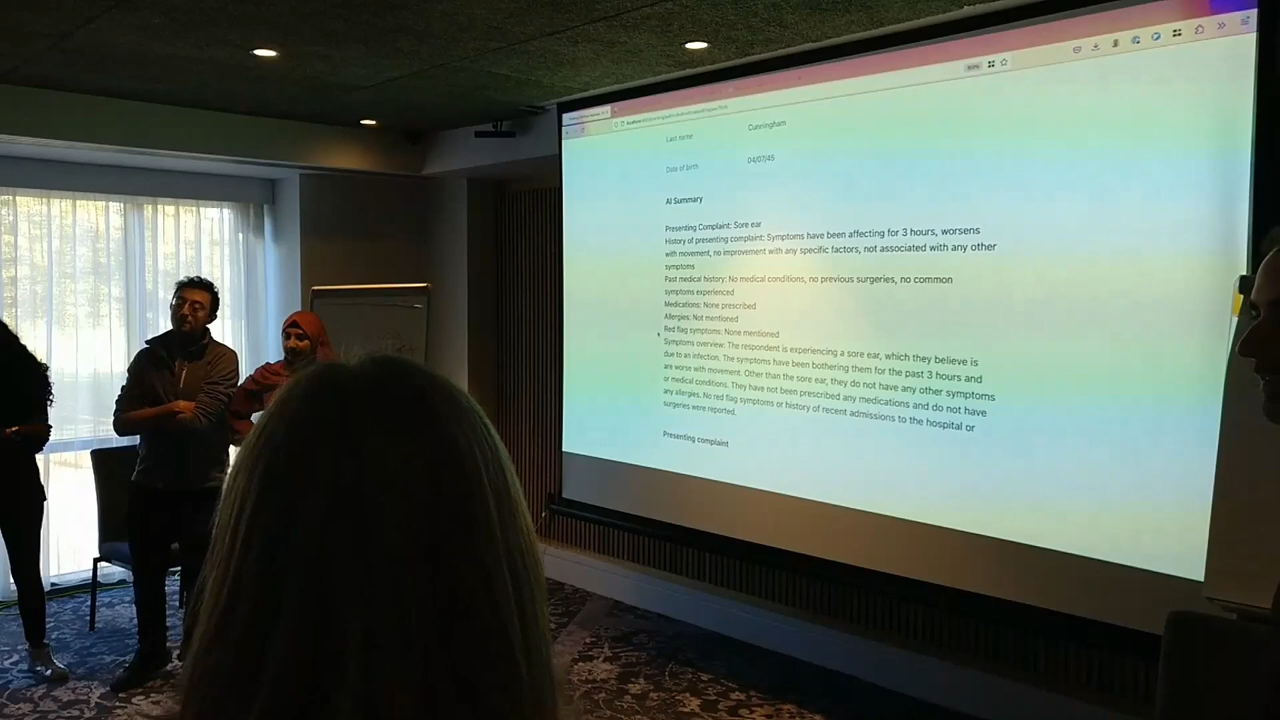 Last name Cunningham
Date of birth 04/07/45
AI Summary
Presenting Complaint: Sore ear
History of presenting complaint: Symptoms have been affecting for 3 hours, worsens
with movement, no improvement with any specific factors, not associated with any other
symptoms
Past medical history: No medical conditions, no previous surgeries, no common
symptoms experienced
Medications: None prescribed
Allergies: Not mentioned
Red flag symptoms: None mentioned
Symptoms overview: The respondent is experiencing a sore ear, which they believe is
due to an infection. The symptoms have been bothering them for the past 3 hours and
are worse with movement. Other than the sore ear, they do not have any other symptoms
or medical conditions. They have not been prescribed any medications and do not have
any allergies. No red flag symptoms or history of recent admissions to the hospital or
surgeries were reported.
Presenting complaint